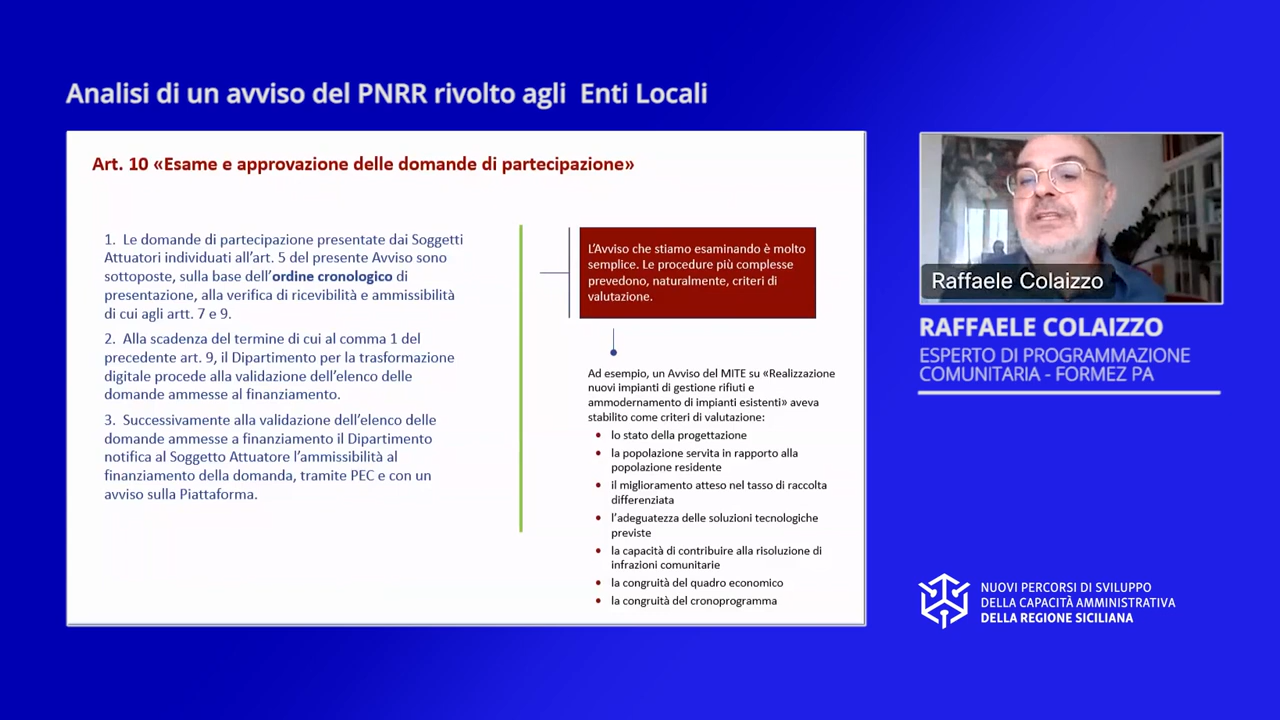 Analisi di un avviso del PNRR rivolto agli Enti Locali
Art. 10 «Esame e approvazione delle domande di partecipazione»
1. Le domande di partecipazione presentate dai Soggetti
Attuatori individuati all'art. 5 del presente Avviso sono
sottoposte, sulla base dell'ordine cronologico di
presentazione, alla verifica di ricevibilità e ammissibilità
di cui agli artt. 7 e 9.
2. Alla scadenza del termine di cui al comma 1 del
precedente art. 9, il Dipartimento per la trasformazione
digitale procede alla validazione dell'elenco delle
domande ammesse al finanziamento.
3. Successivamente alla validazione dell'elenco delle
domande ammesse a finanziamento il Dipartimento
notifica al Soggetto Attuatore l'ammissibilità al
finanziamento della domanda, tramite PEC e con un
avviso sulla Piattaforma.
L'Avviso che stiamo esaminando è molto
semplice. Le procedure più complesse
prevedono, naturalmente, criteri di
valutazione.
Ad esempio, un Avviso del MITE su «Realizzazione
nuovi impianti di gestione rifiuti e
ammodernamento di impianti esistenti» aveva
stabilito come criteri di valutazione:
• lo stato della progettazione
• la popolazione servita in rapporto alla
popolazione residente
• il miglioramento atteso nel tasso di raccolta
differenziata
• l'adeguatezza delle soluzioni tecnologiche
previste
• la capacità di contribuire alla risoluzione di
infrazioni comunitarie
• la congruità del quadro economico
• la congruità del cronoprogramma
Raffaele Colaizzo
RAFFAELE COLAIZZO
ESPERTO DI PROGRAMMAZIONE
COMUNITARIA - FORMEZ PA
NUOVI PERCORSI DI SVILUPPO
DELLA CAPACITÀ AMMINISTRATIVA
DELLA REGIONE SICILIANA